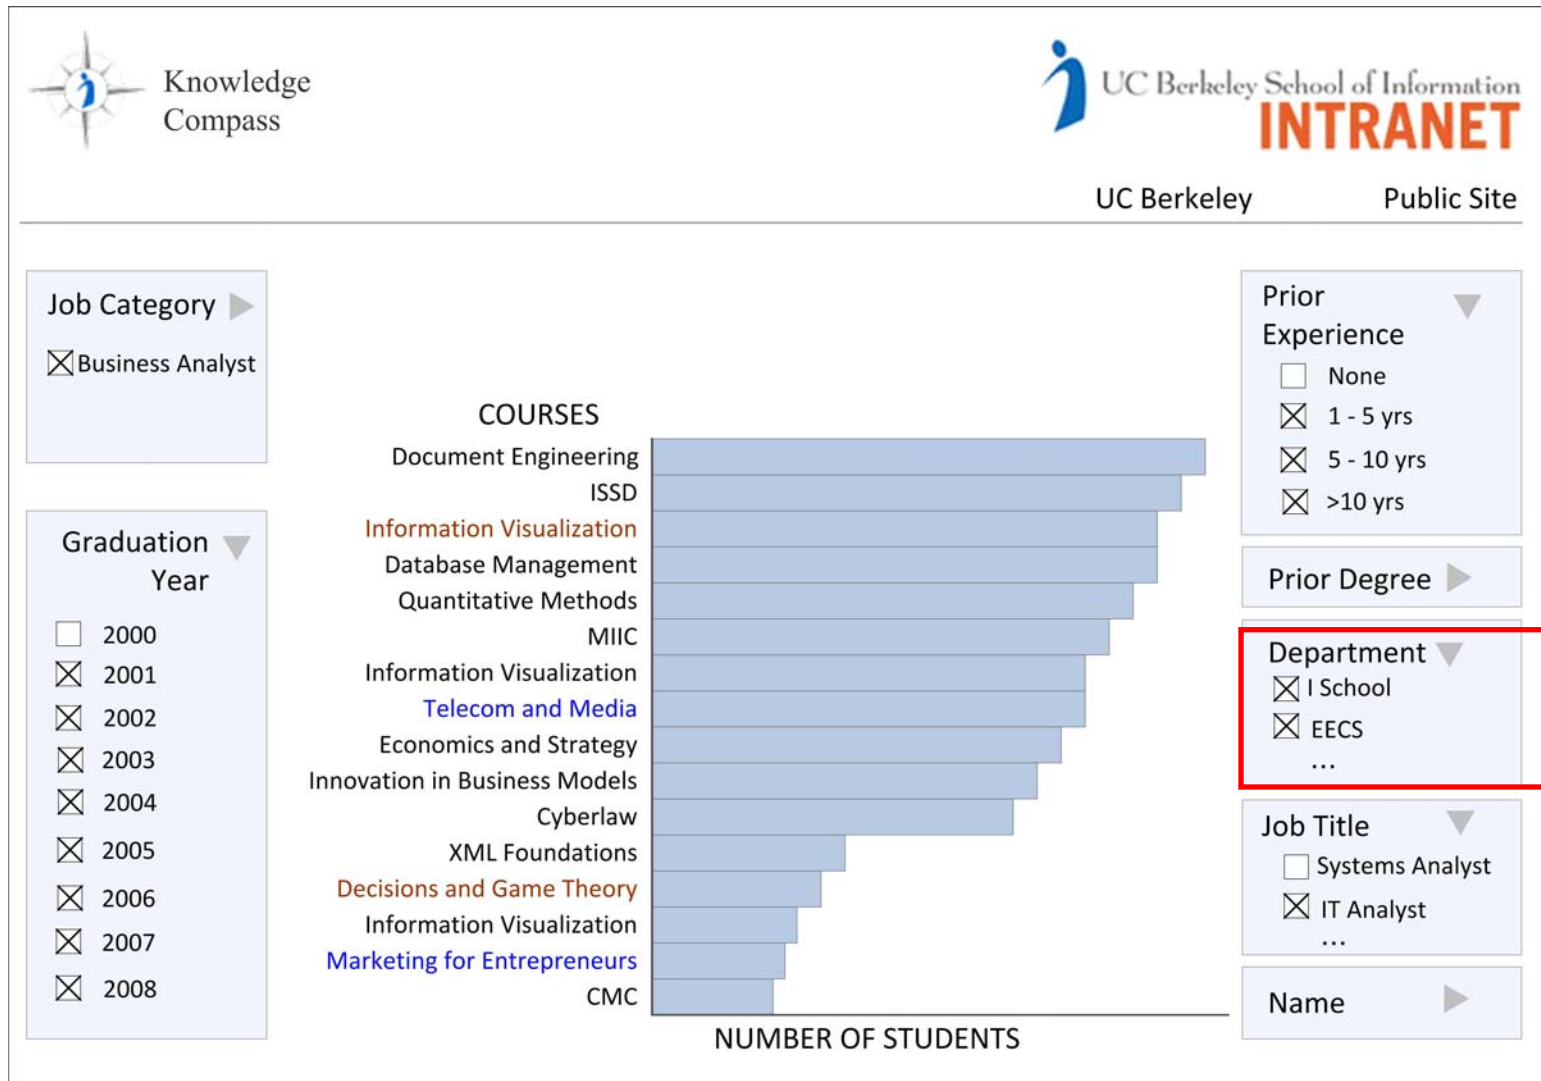 Knowledge
Compass
UC Berkeley School of Information
INTRANET
UC Berkeley
Public Site
Job Category
Business Analyst
Graduation
Year
2000
2001
2002
2003
2004
2005
2006
2007
2008
COURSES
Document Engineering
ISSD
Information Visualization
Database Management
Quantitative Methods
MIIC
Information Visualization
Telecom and Media
Economics and Strategy
Innovation in Business Models
Cyberlaw
XML Foundations
Decisions and Game Theory
Information Visualization
Marketing for Entrepreneurs
CMC
NUMBER OF STUDENTS
Prior
Experience
None
1 - 5 yrs
5 - 10 yrs
>10 yrs
Prior Degree
Department
I School
EECS
...
Job Title
Systems Analyst
IT Analyst
...
Name